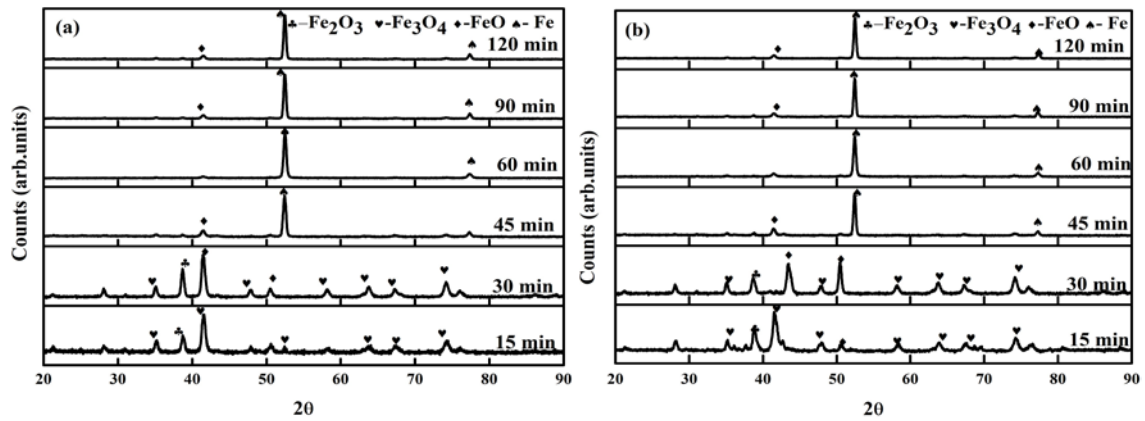 (a) ♣–Fe₂O₃ ♥-Fe₃O₄ ♦-FeO ♠- Fe
120 min
90 min
60 min
45 min
30 min
15 min
Counts (arb.units)
20 30 40 50 60 70 80 90
2θ
(b) ♣–Fe₂O₃ ♥-Fe₃O₄ ♦-FeO ♠- Fe
120 min
90 min
60 min
45 min
30 min
15 min
Counts (arb.units)
20 30 40 50 60 70 80 90
2θ